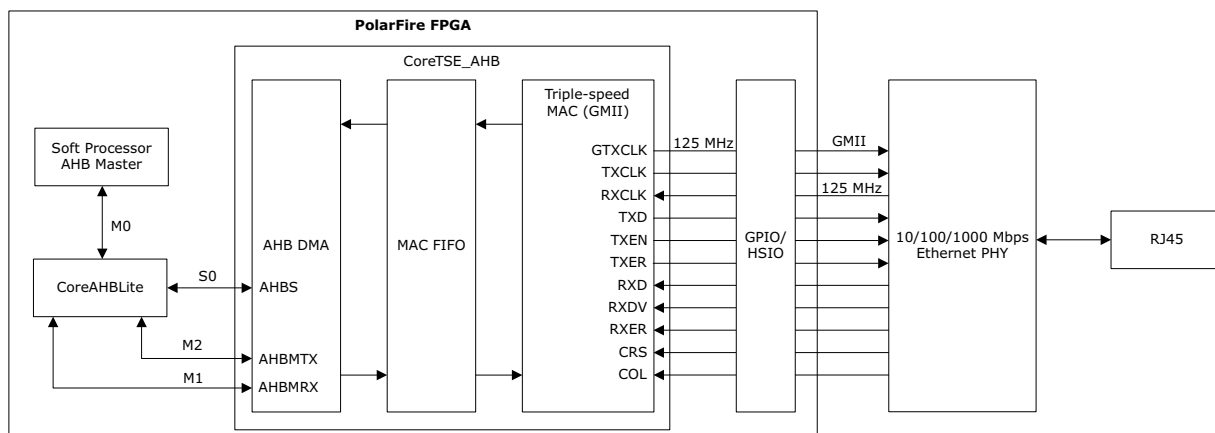 PolarFire FPGA
CoreTSE_AHB
Soft Processor
AHB Master
M0
CoreAHBLite
S0
M2
M1
AHB DMA
AHBS
AHBMTX
AHBMRX
MAC FIFO
Triple-speed
MAC (GMII)
GTXCLK
TXCLK
RXCLK
TXD
TXEN
TXER
RXD
RXDV
RXER
CRS
COL
125 MHz
GPIO/
HSIO
GMII
125 MHz
10/100/1000 Mbps
Ethernet PHY
RJ45